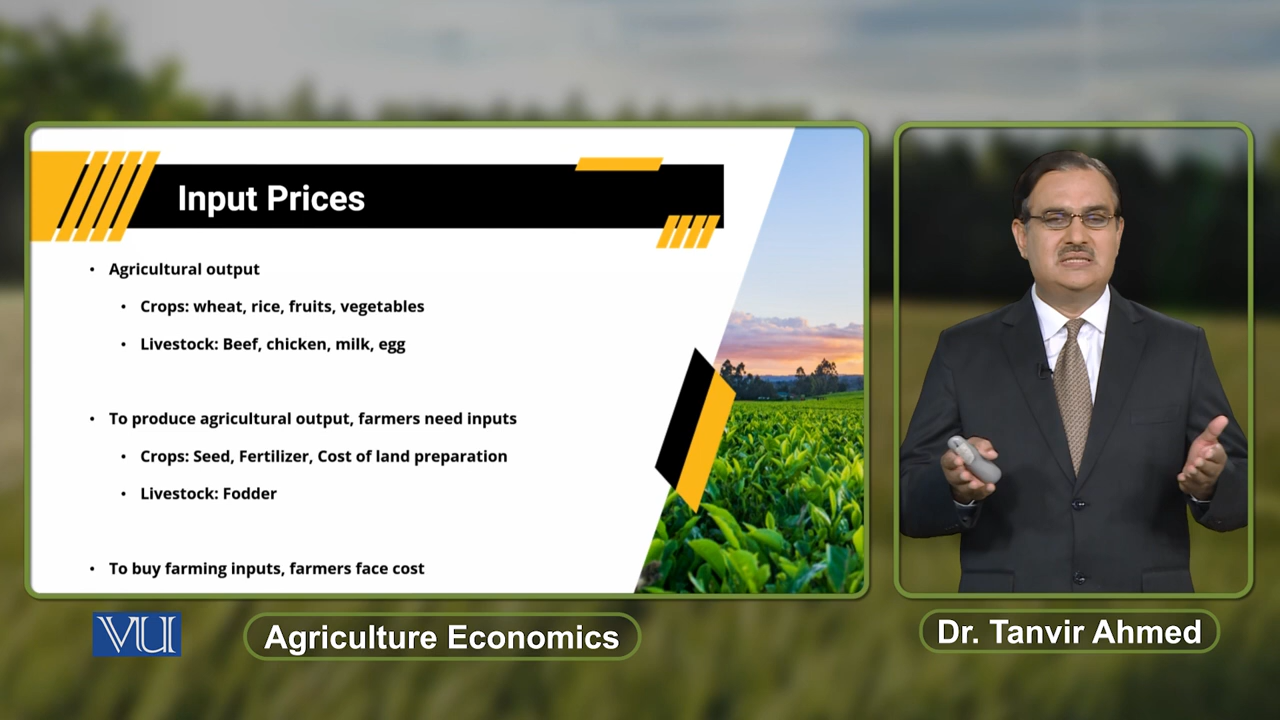 Input Prices
• Agricultural output
• Crops: wheat, rice, fruits, vegetables
• Livestock: Beef, chicken, milk, egg
• To produce agricultural output, farmers need inputs
• Crops: Seed, Fertilizer, Cost of land preparation
• Livestock: Fodder
• To buy farming inputs, farmers face cost
VU
Agriculture Economics
Dr. Tanvir Ahmed